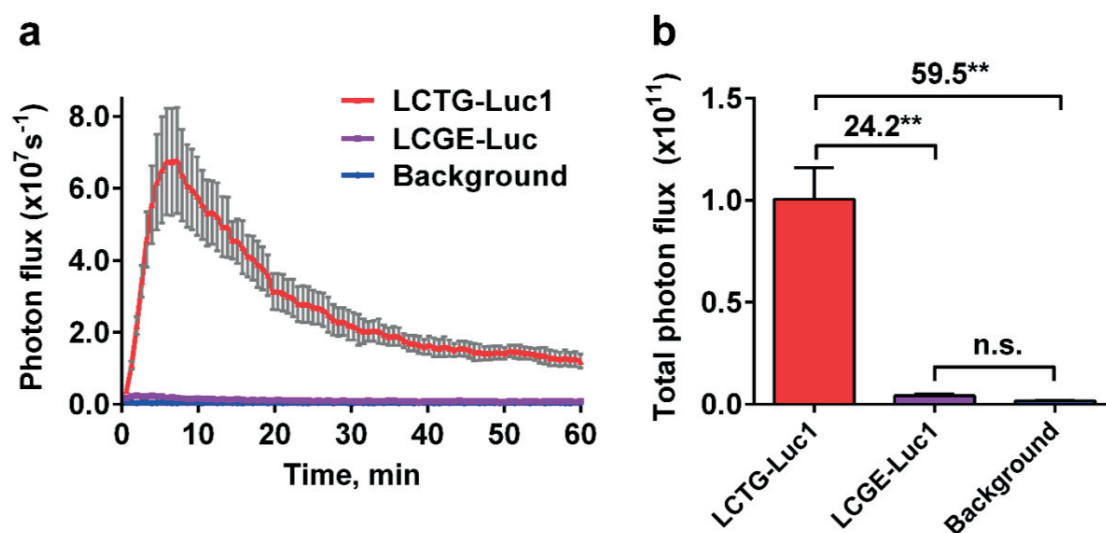 a
Photon flux (x10⁷s⁻¹)
8.0
6.0
4.0
2.0
0.0
0
10
20
30
40
50
60
Time, min
LCTG-Luc1
LCGE-Luc
Background
b
Total photon flux (x10¹¹)
1.5
1.0
0.5
0.0
59.5**
24.2**
n.s.
LCTG-Luc1
LCGE-Luc1
Background